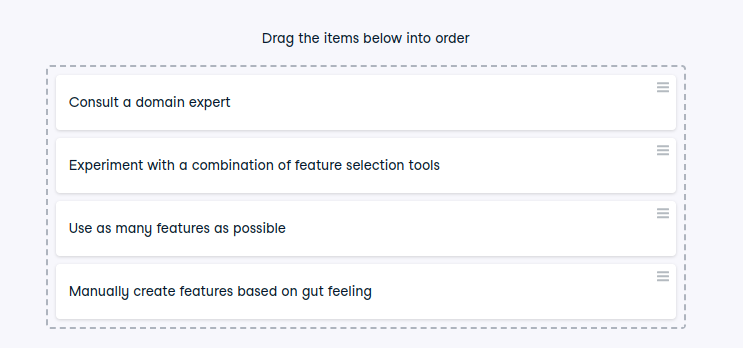 Drag the items below into order
Consult a domain expert
Experiment with a combination of feature selection tools
Use as many features as possible
Manually create features based on gut feeling